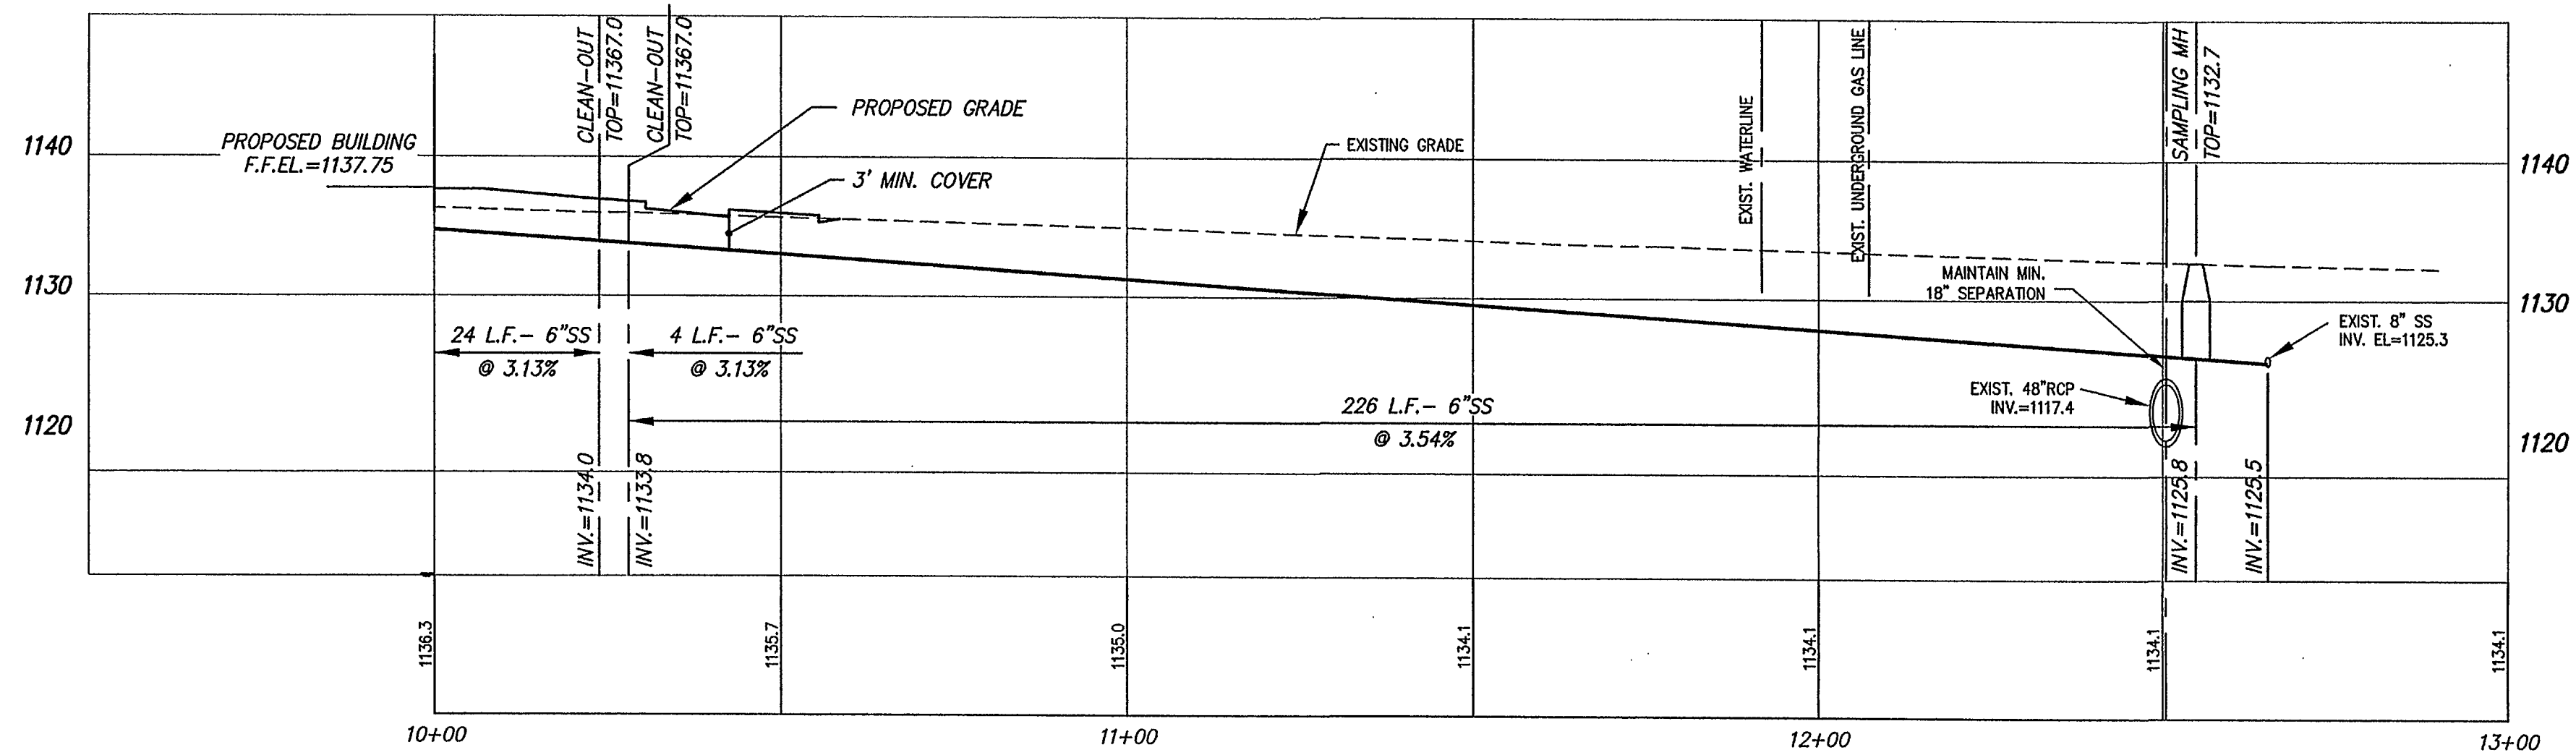 CLEAN-OUT
TOP=11367.0
CLEAN-OUT
TOP=11367.0
EXIST. WATERLINE
EXIST. UNDERGROUND GAS LINE
SAMPLING MH
TOP=1132.7
PROPOSED GRADE
1140
PROPOSED BUILDING
F.F.EL.=1137.75
EXISTING GRADE
1140
3' MIN. COVER
MAINTAIN MIN.
18" SEPARATION
1130
1130
24 L.F.- 6"SS
@ 3.13%
4 L.F.- 6"SS
@ 3.13%
EXIST. 8" SS
INV. EL=1125.3
EXIST. 48"RCP
INV.=1117.4
226 L.F.- 6"SS
@ 3.54%
1120
1120
INV.=1134.0
INV.=1133.8
INV.=1125.8
INV.=1125.5
1136.3
1135.7
1135.0
1134.1
1134.1
1134.1
1134.1
10+00
11+00
12+00
13+00